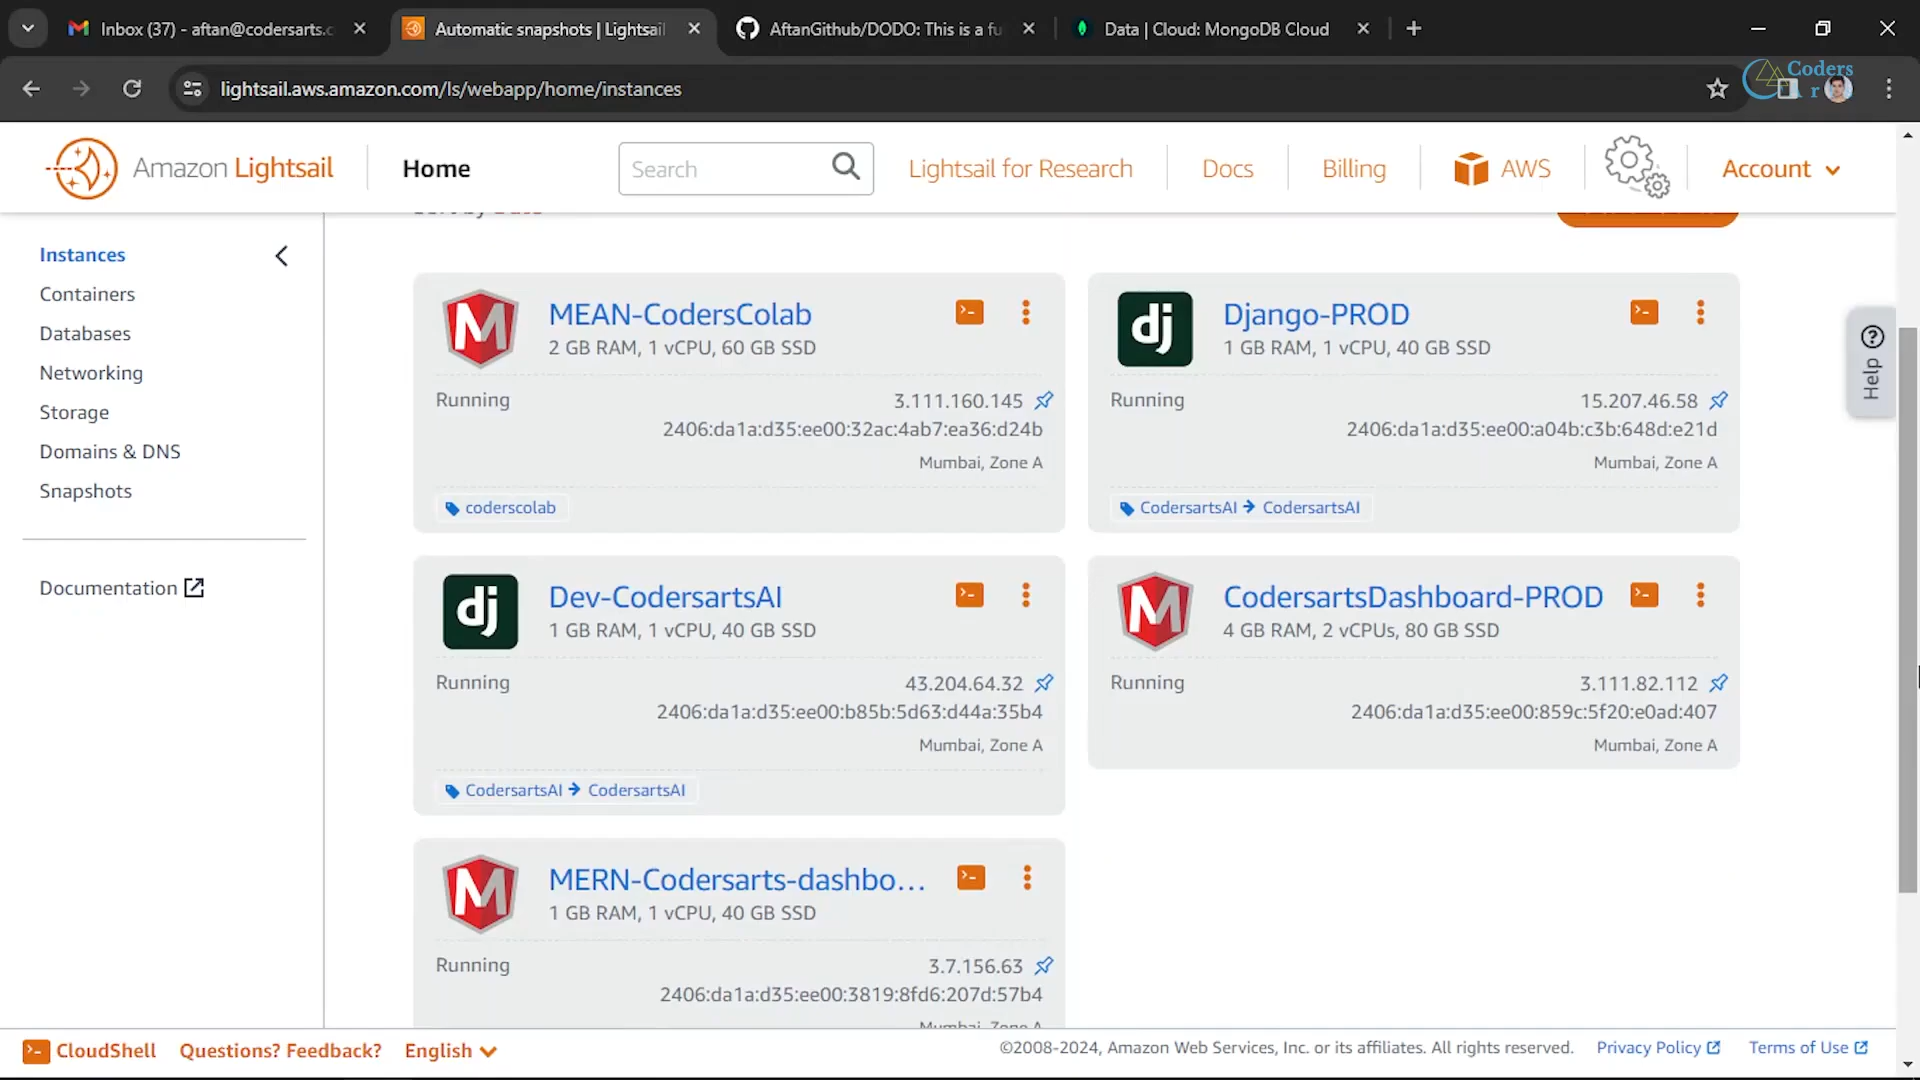 Inbox (37) - aftan@codersarts.c
Automatic snapshots | Lightsail
AftanGithub/DODO: This is a fu
Data | Cloud: MongoDB Cloud
lightsail.aws.amazon.com/ls/webapp/home/instances
Coders
Ar
Amazon Lightsail
Home
Search
Lightsail for Research
Docs
Billing
AWS
Account
Sort by Date
Instances
Containers
Databases
Networking
Storage
Domains & DNS
Snapshots
Documentation
MEAN-CodersColab
2 GB RAM, 1 vCPU, 60 GB SSD
Running
3.111.160.145
2406:da1a:d35:ee00:32ac:4ab7:ea36:d24b
Mumbai, Zone A
coderscolab
dj
Django-PROD
1 GB RAM, 1 vCPU, 40 GB SSD
Running
15.207.46.58
2406:da1a:d35:ee00:a04b:c3b:648d:e21d
Mumbai, Zone A
CodersartsAI → CodersartsAI
dj
Dev-CodersartsAI
1 GB RAM, 1 vCPU, 40 GB SSD
Running
43.204.64.32
2406:da1a:d35:ee00:b85b:5d63:d44a:35b4
Mumbai, Zone A
CodersartsAI → CodersartsAI
CodersartsDashboard-PROD
4 GB RAM, 2 vCPUs, 80 GB SSD
Running
3.111.82.112
2406:da1a:d35:ee00:859c:5f20:e0ad:407
Mumbai, Zone A
MERN-Codersarts-dashbo...
1 GB RAM, 1 vCPU, 40 GB SSD
Running
3.7.156.63
2406:da1a:d35:ee00:3819:8fd6:207d:57b4
Mumbai, Zone A
Help
CloudShell
Questions? Feedback?
English
©2008-2024, Amazon Web Services, Inc. or its affiliates. All rights reserved.
Privacy Policy
Terms of Use